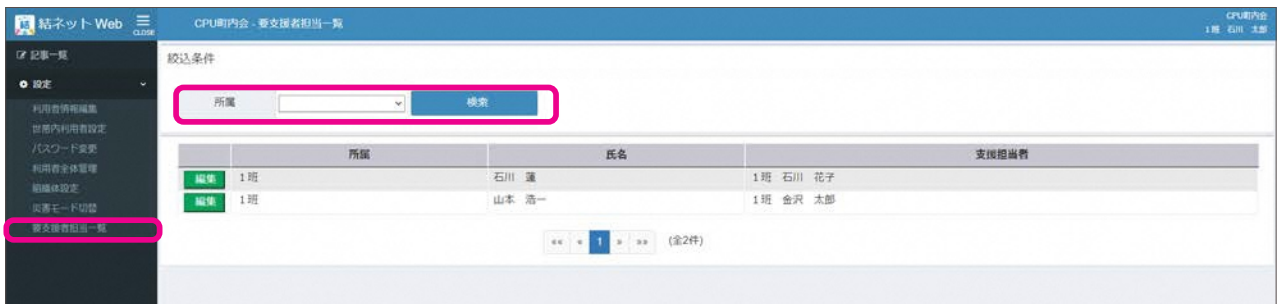 結ネット Web
CLOSE
CPU町内会 - 要支援者担当一覧
CPU町内会
1班 石川 太郎
記事一覧
設定
利用者情報編集
世帯内利用者設定
パスワード変更
利用者全体管理
組織体設定
災害モード切替
要支援者担当一覧
絞込条件
所属 検索
所属 氏名 支援担当者
編集 1班 石川 蓮 1班 石川 花子
編集 1班 山本 浩一 1班 金沢 太郎
«« « 1 » »» (全2件)